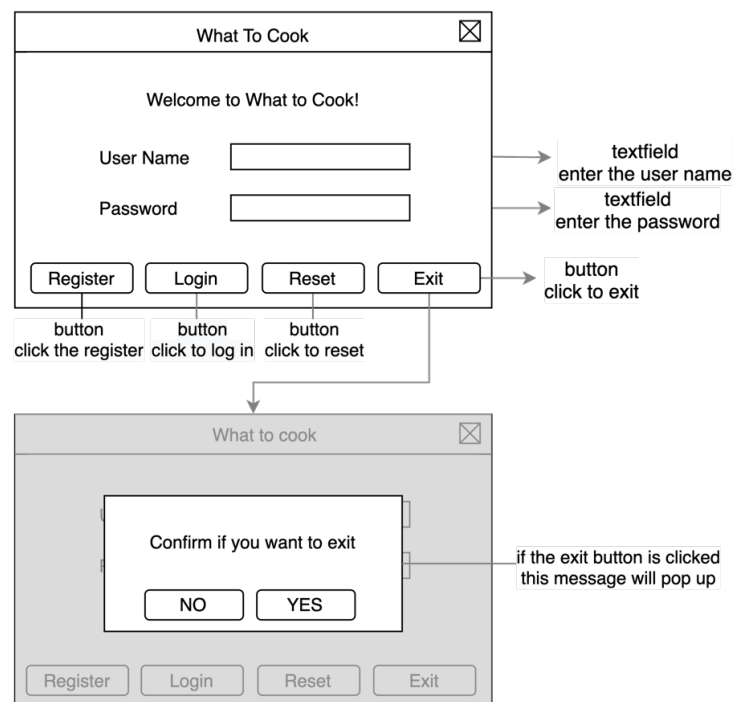 What To Cook
Welcome to What to Cook!
User Name
textfield
enter the user name
Password
textfield
enter the password
Register
Login
Reset
Exit
button
click to exit
button
click the register
button
click to log in
button
click to reset
What to cook
Confirm if you want to exit
NO
YES
if the exit button is clicked
this message will pop up
Register
Login
Reset
Exit